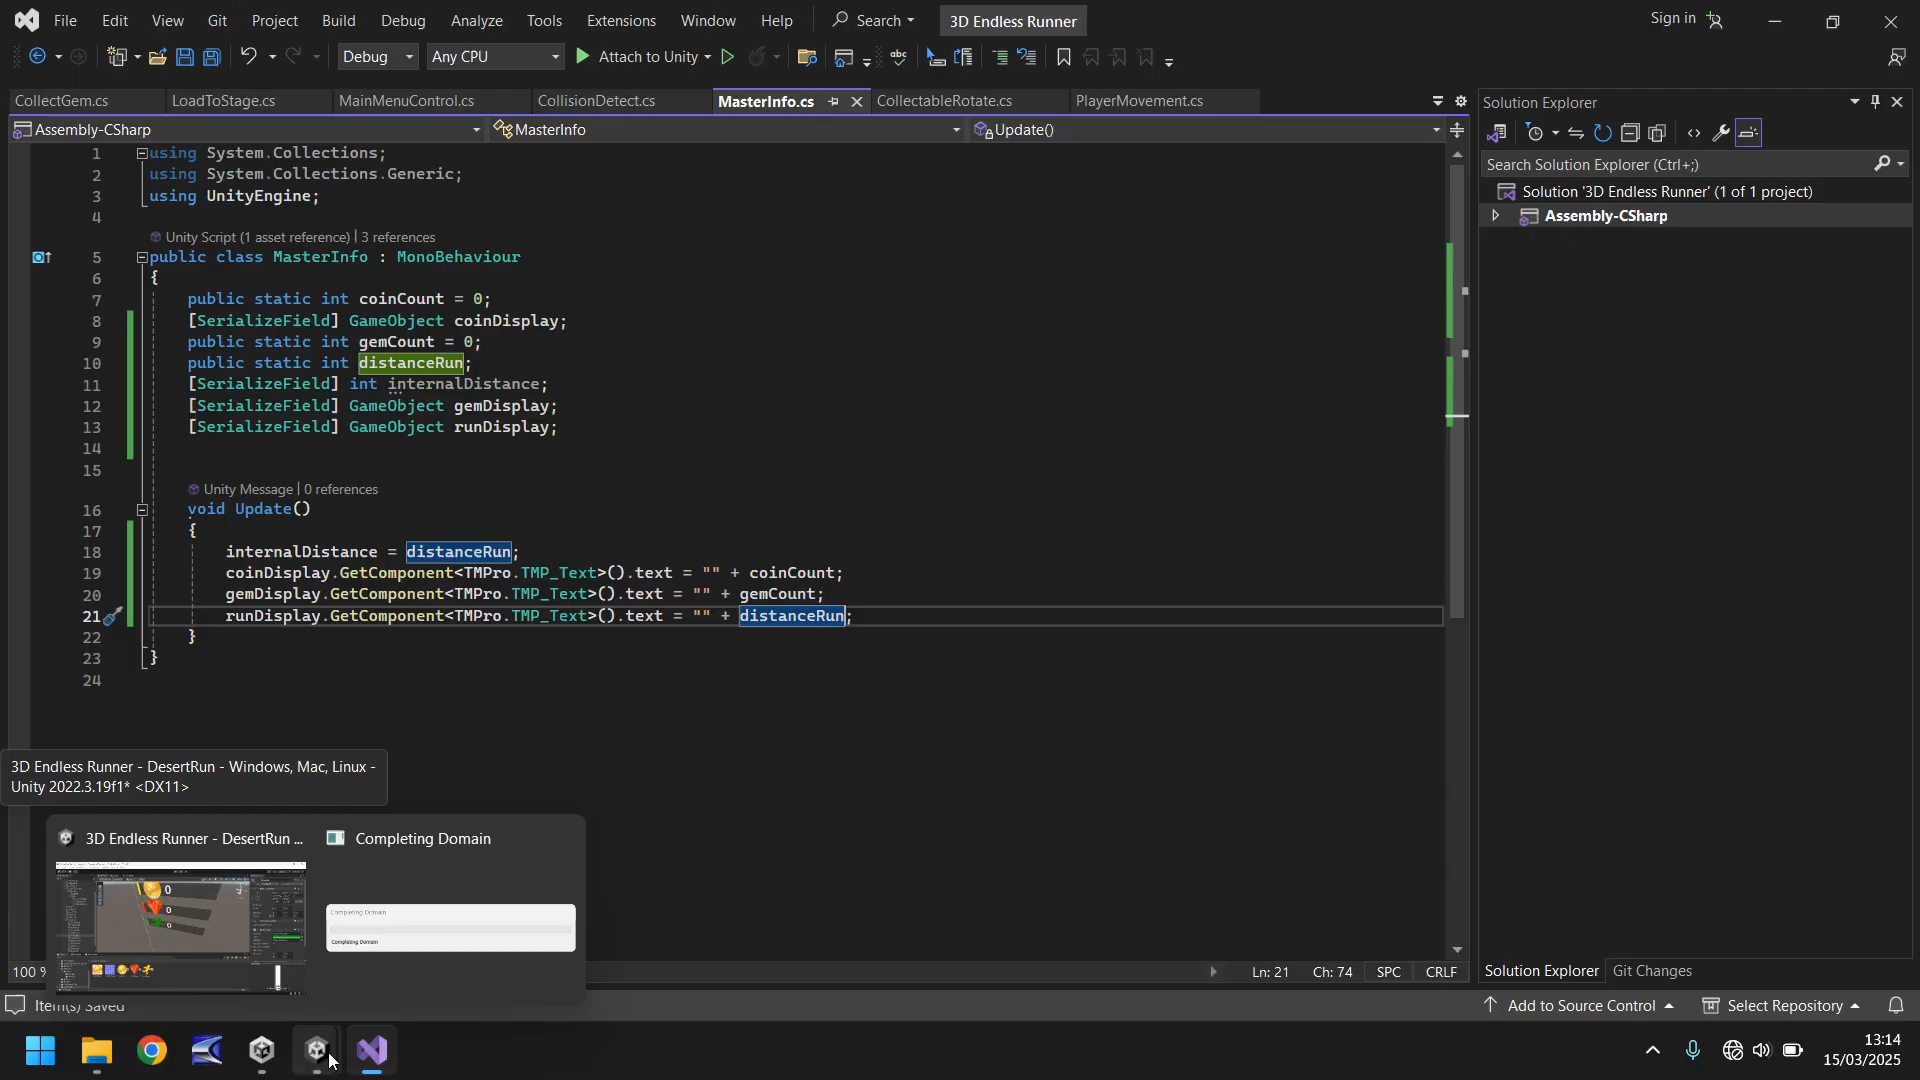 File Edit View Git Project Build Debug Test Analyze Tools Extensions Window Help Search 3D Endless Runner Sign in
Debug Any CPU Attach to Unity
CollectGem.cs LoadToStage.cs MainMenuControl.cs CollisionDetect.cs MasterInfo.cs CollectableRotate.cs PlayerMovement.cs
Assembly-CSharp MasterInfo Update()
1 using System.Collections;
2 using System.Collections.Generic;
3 using UnityEngine;
4
Unity Script (1 asset reference) | 3 references
5 public class MasterInfo : MonoBehaviour
6 {
7 public static int coinCount = 0;
8 [SerializeField] GameObject coinDisplay;
9 public static int gemCount = 0;
10 public static int distanceRun;
11 [SerializeField] int internalDistance;
12 [SerializeField] GameObject gemDisplay;
13 [SerializeField] GameObject runDisplay;
14
15
Unity Message | 0 references
16 void Update()
17 {
18 internalDistance = distanceRun;
19 coinDisplay.GetComponent<TMPro.TMP_Text>().text = "" + coinCount;
20 gemDisplay.GetComponent<TMPro.TMP_Text>().text = "" + gemCount;
21 runDisplay.GetComponent<TMPro.TMP_Text>().text = "" + distanceRun;
22 }
23 }
24
Solution Explorer
Search Solution Explorer (Ctrl+;)
Solution '3D Endless Runner' (1 of 1 project)
Assembly-CSharp
3D Endless Runner - DesertRun - Windows, Mac, Linux -
Unity 2022.3.19f1* <DX11>
3D Endless Runner - DesertRun ... Completing Domain
Completing Domain
Completing Domain
0
0
0
100 % Ln: 21 Ch: 74 SPC CRLF
Solution Explorer Git Changes
Item(s) Saved Add to Source Control Select Repository
13:14
15/03/2025